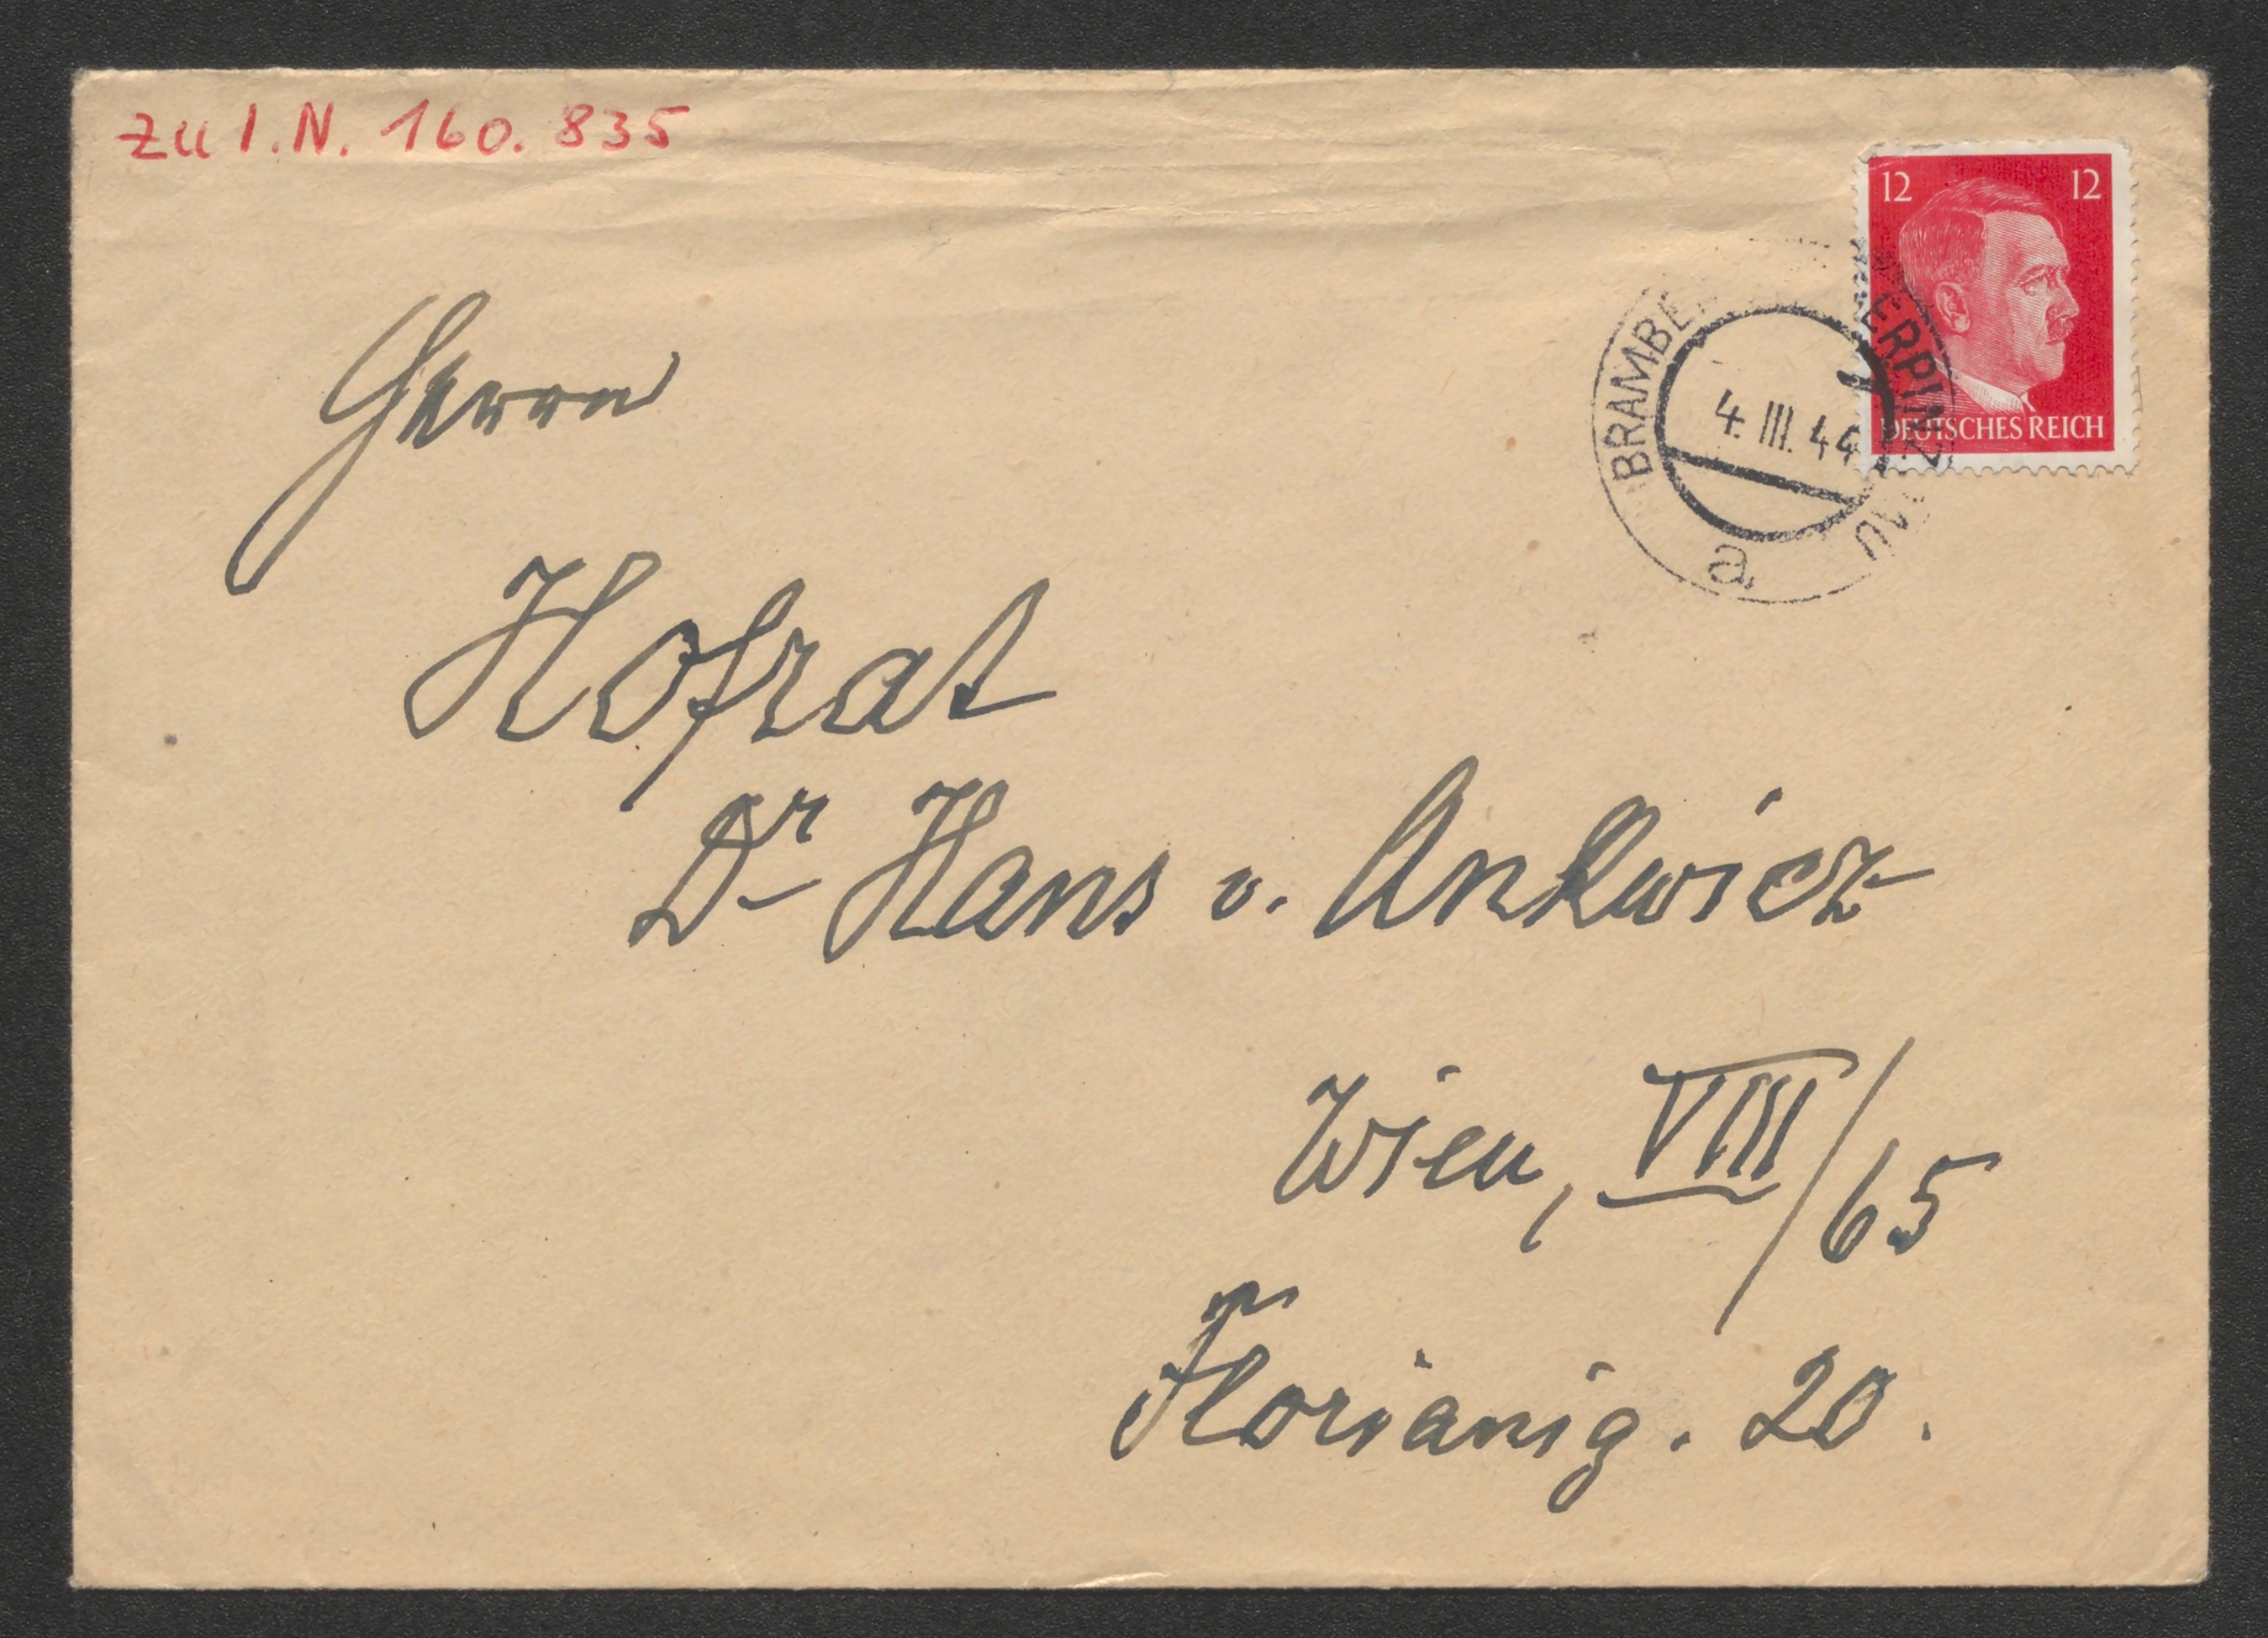 zu I.N. 160.835
12 12
DEUTSCHES REICH
BRAMBE
4.III.44
a
Herrn
Hofrat
Dr Hans v. Ankwicz
Wien, VIII/65
Florianig. 20.